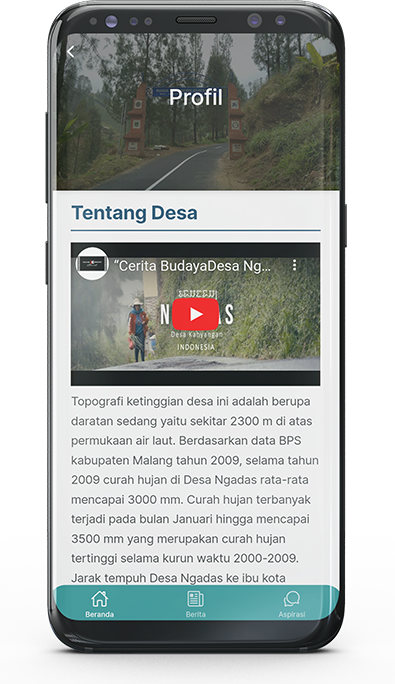 Profil
Tentang Desa
“Cerita BudayaDesa Ng...
Desa Kahyangan
INDONESIA
Topografi ketinggian desa ini adalah berupa
daratan sedang yaitu sekitar 2300 m di atas
permukaan air laut. Berdasarkan data BPS
kabupaten Malang tahun 2009, selama tahun
2009 curah hujan di Desa Ngadas rata-rata
mencapai 3000 mm. Curah hujan terbanyak
terjadi pada bulan Januari hingga mencapai
3500 mm yang merupakan curah hujan
tertinggi selama kurun waktu 2000-2009.
Jarak tempuh Desa Ngadas ke ibu kota
Beranda
Berita
Aspirasi